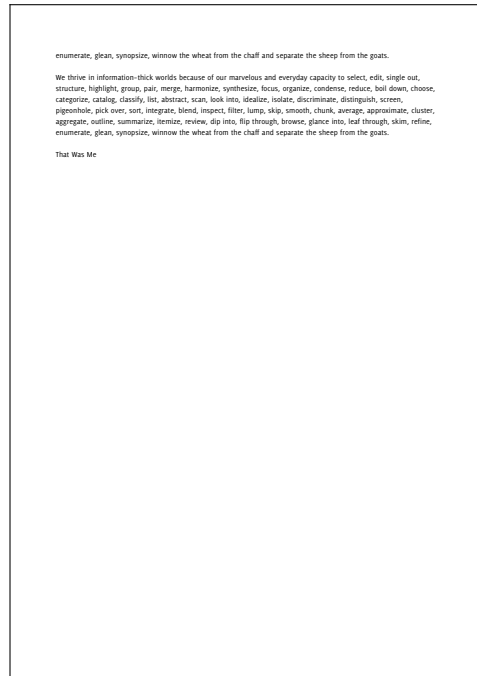 enumerate, glean, synopsize, winnow the wheat from the chaff and separate the sheep from the goats.
We thrive in information-thick worlds because of our marvelous and everyday capacity to select, edit, single out,
structure, highlight, group, pair, merge, harmonize, synthesize, focus, organize, condense, reduce, boil down, choose,
categorize, catalog, classify, list, abstract, scan, look into, idealize, isolate, discriminate, distinguish, screen,
pigeonhole, pick over, sort, integrate, blend, inspect, filter, lump, skip, smooth, chunk, average, approximate, cluster,
aggregate, outline, summarize, itemize, review, dip into, flip through, browse, glance into, leaf through, skim, refine,
enumerate, glean, synopsize, winnow the wheat from the chaff and separate the sheep from the goats.
That Was Me